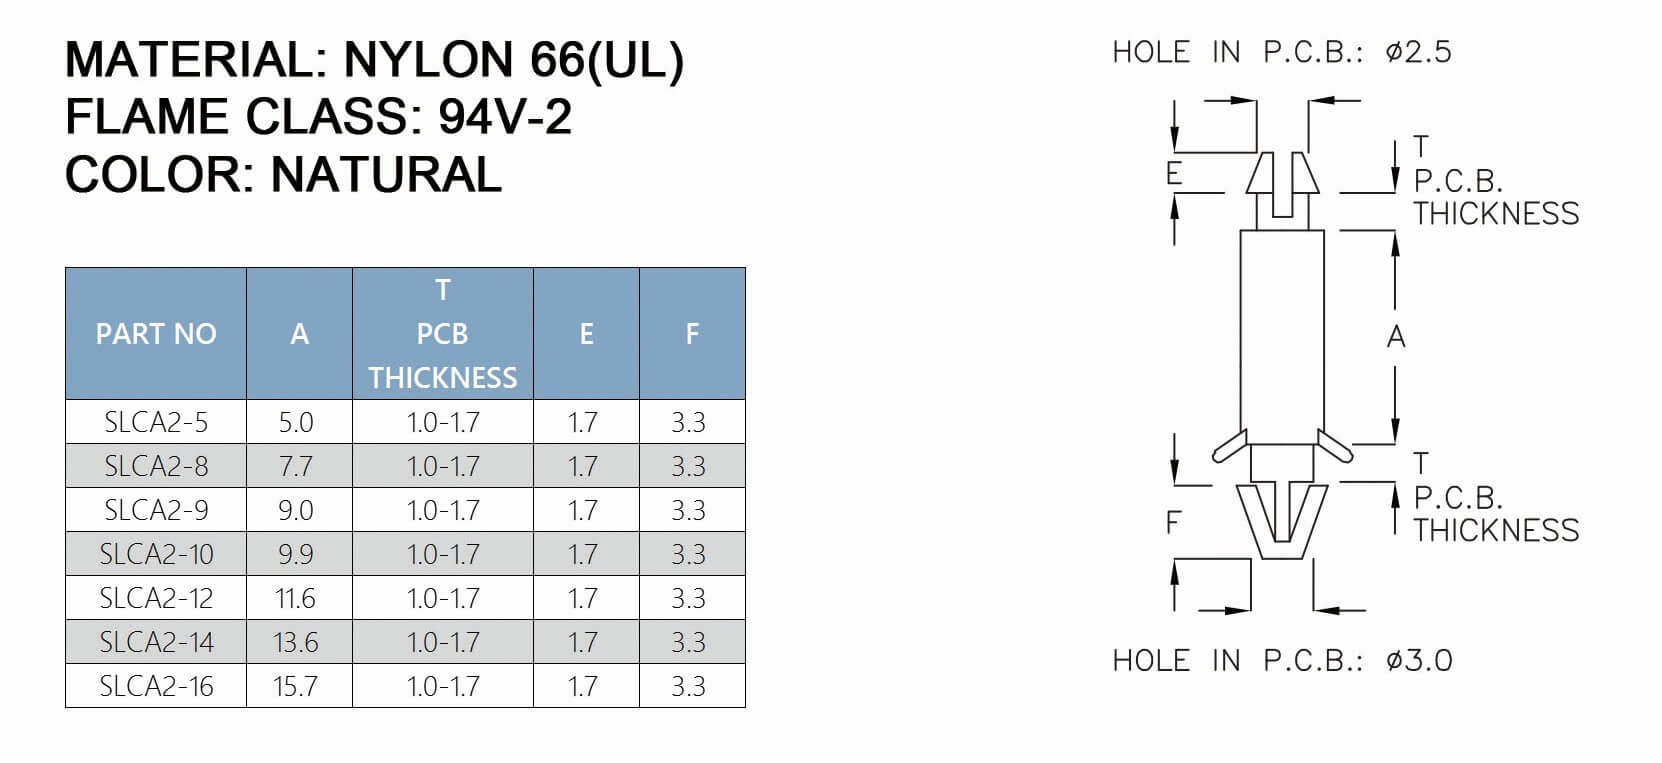 MATERIAL: NYLON 66(UL)
FLAME CLASS: 94V-2
COLOR: NATURAL
PART NO A T PCB THICKNESS E F
SLCA2-5 5.0 1.0-1.7 1.7 3.3
SLCA2-8 7.7 1.0-1.7 1.7 3.3
SLCA2-9 9.0 1.0-1.7 1.7 3.3
SLCA2-10 9.9 1.0-1.7 1.7 3.3
SLCA2-12 11.6 1.0-1.7 1.7 3.3
SLCA2-14 13.6 1.0-1.7 1.7 3.3
SLCA2-16 15.7 1.0-1.7 1.7 3.3
HOLE IN P.C.B.: ø2.5
E
T
P.C.B.
THICKNESS
A
T
P.C.B.
THICKNESS
F
HOLE IN P.C.B.: ø3.0